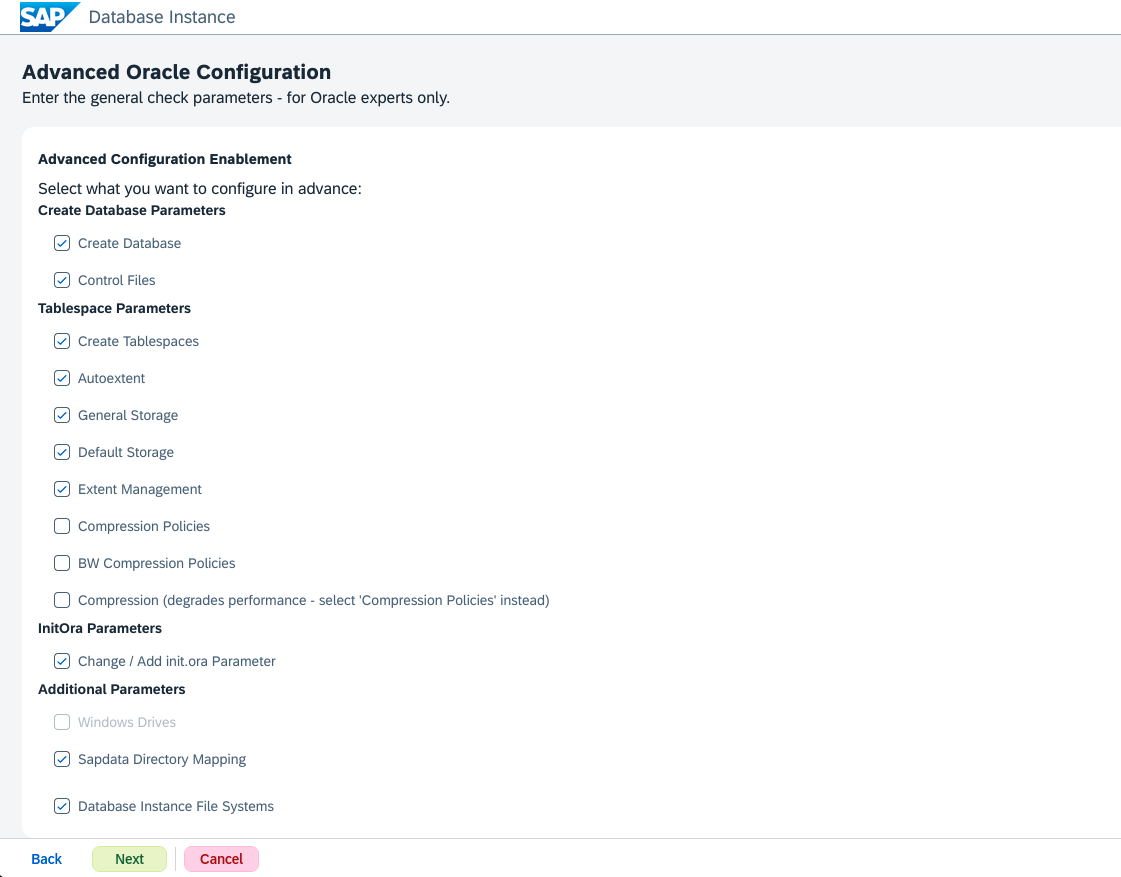 SAP Database Instance
Advanced Oracle Configuration
Enter the general check parameters - for Oracle experts only.
Advanced Configuration Enablement
Select what you want to configure in advance:
Create Database Parameters
Create Database
Control Files
Tablespace Parameters
Create Tablespaces
Autoextent
General Storage
Default Storage
Extent Management
Compression Policies
BW Compression Policies
Compression (degrades performance - select 'Compression Policies' instead)
InitOra Parameters
Change / Add init.ora Parameter
Additional Parameters
Windows Drives
Sapdata Directory Mapping
Database Instance File Systems
Back Next Cancel